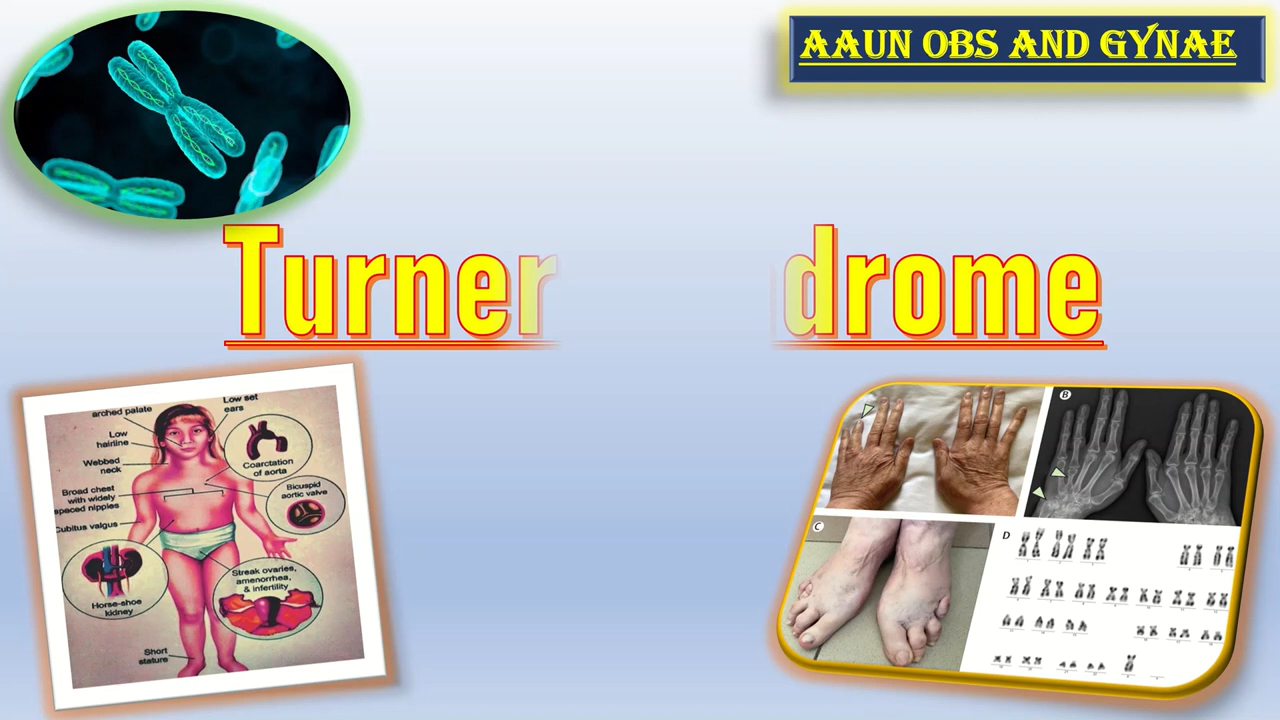 AAUN OBS AND GYNAE
Turner drome
arched palate
Low set
ears
Low
hairline
Webbed
neck
Coarctation
of aorta
Broad chest
with widely
spaced nipples
Bicuspid
aortic valve
Cubitus valgus
Streak ovaries,
amenorrhea,
& infertility
Horse-shoe
kidney
Short
stature
B
C
D